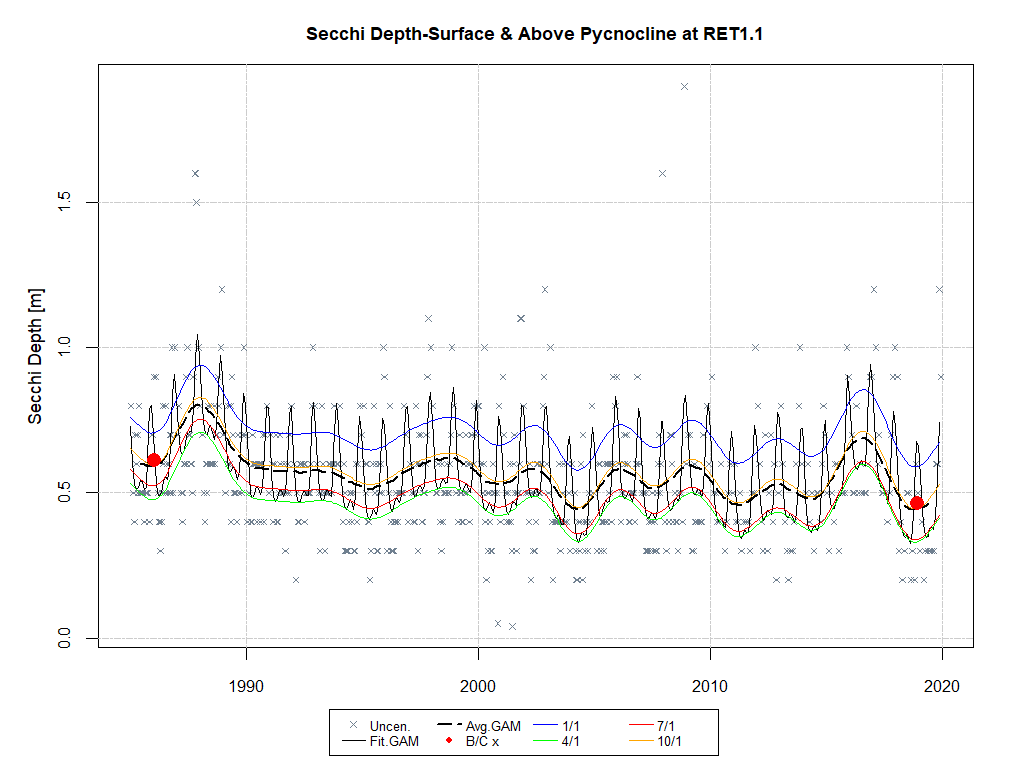 Secchi Depth-Surface & Above Pycnocline at RET1.1
Secchi Depth [m]
1.5
1.0
0.5
0.0
1990 2000 2010 2020
Uncen. Avg.GAM 1/1 7/1
Fit.GAM B/C x 4/1 10/1